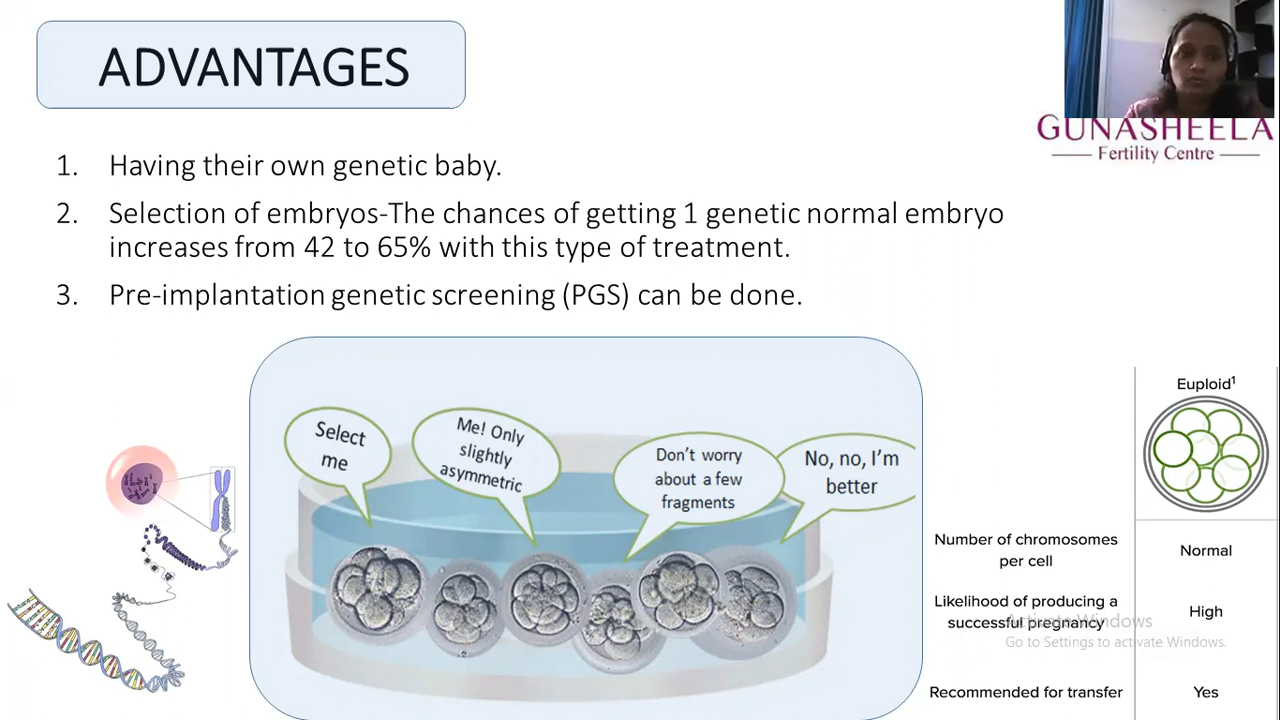 ADVANTAGES
GUNASHEELA
Fertility Centre
1. Having their own genetic baby.
2. Selection of embryos-The chances of getting 1 genetic normal embryo
increases from 42 to 65% with this type of treatment.
3. Pre-implantation genetic screening (PGS) can be done.
Select
me
Me! Only
slightly
asymmetric
Don't worry
about a few
fragments
No, no, I'm
better
Euploid¹
Number of chromosomes
per cell
Normal
Likelihood of producing a
successful pregnancy
High
Activate Windows
Go to Settings to activate Windows.
Recommended for transfer
Yes